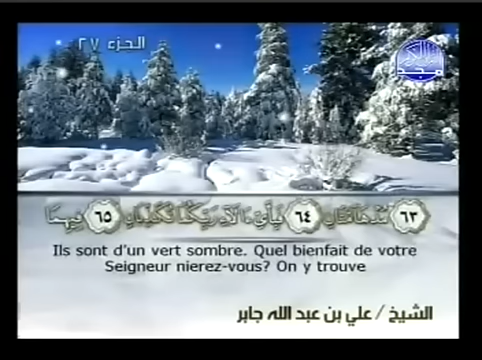 الجزء ٢٧
المجد
٦٣ مُدْهَامَّتَانِ ٦٤ فَبِأَيِّ آلَاءِ رَبِّكُمَا تُكَذِّبَانِ ٦٥ فِيهِمَا
Ils sont d'un vert sombre. Quel bienfait de votre
Seigneur nierez-vous? On y trouve
الشيخ / علي بن عبد الله جابر